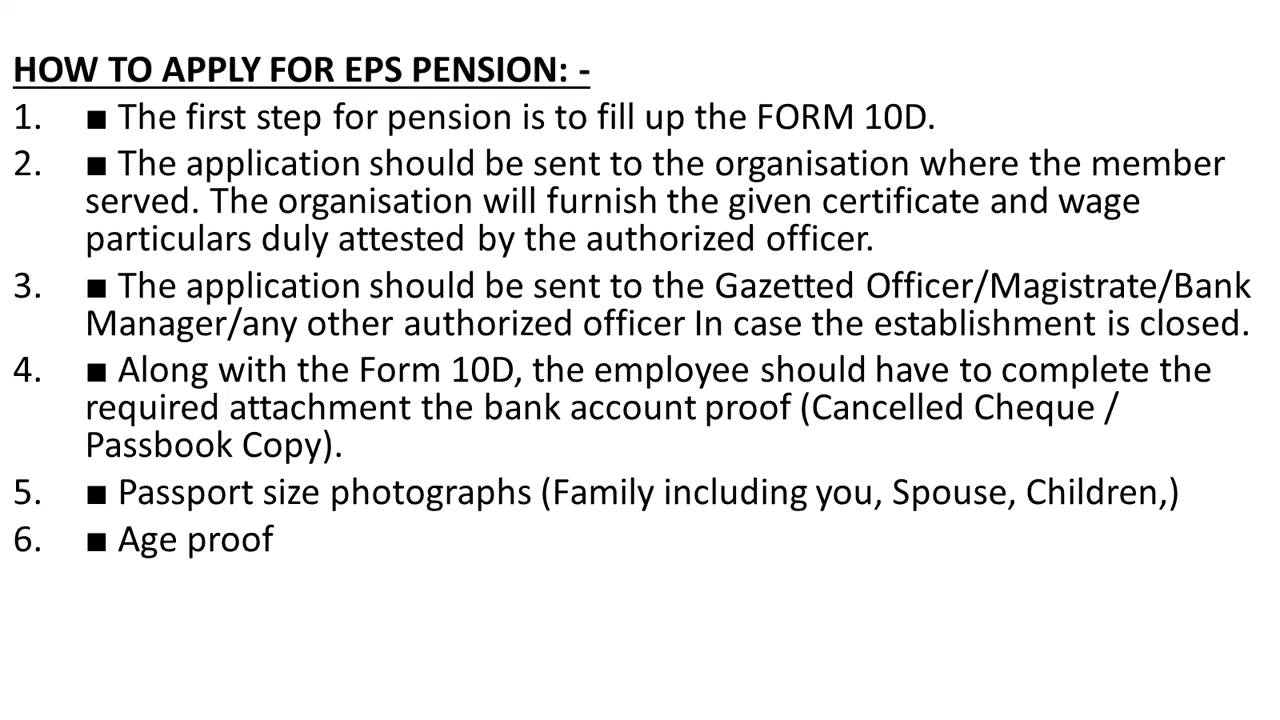 HOW TO APPLY FOR EPS PENSION: -
1. ■ The first step for pension is to fill up the FORM 10D.
2. ■ The application should be sent to the organisation where the member
served. The organisation will furnish the given certificate and wage
particulars duly attested by the authorized officer.
3. ■ The application should be sent to the Gazetted Officer/Magistrate/Bank
Manager/any other authorized officer In case the establishment is closed.
4. ■ Along with the Form 10D, the employee should have to complete the
required attachment the bank account proof (Cancelled Cheque /
Passbook Copy).
5. ■ Passport size photographs (Family including you, Spouse, Children,)
6. ■ Age proof